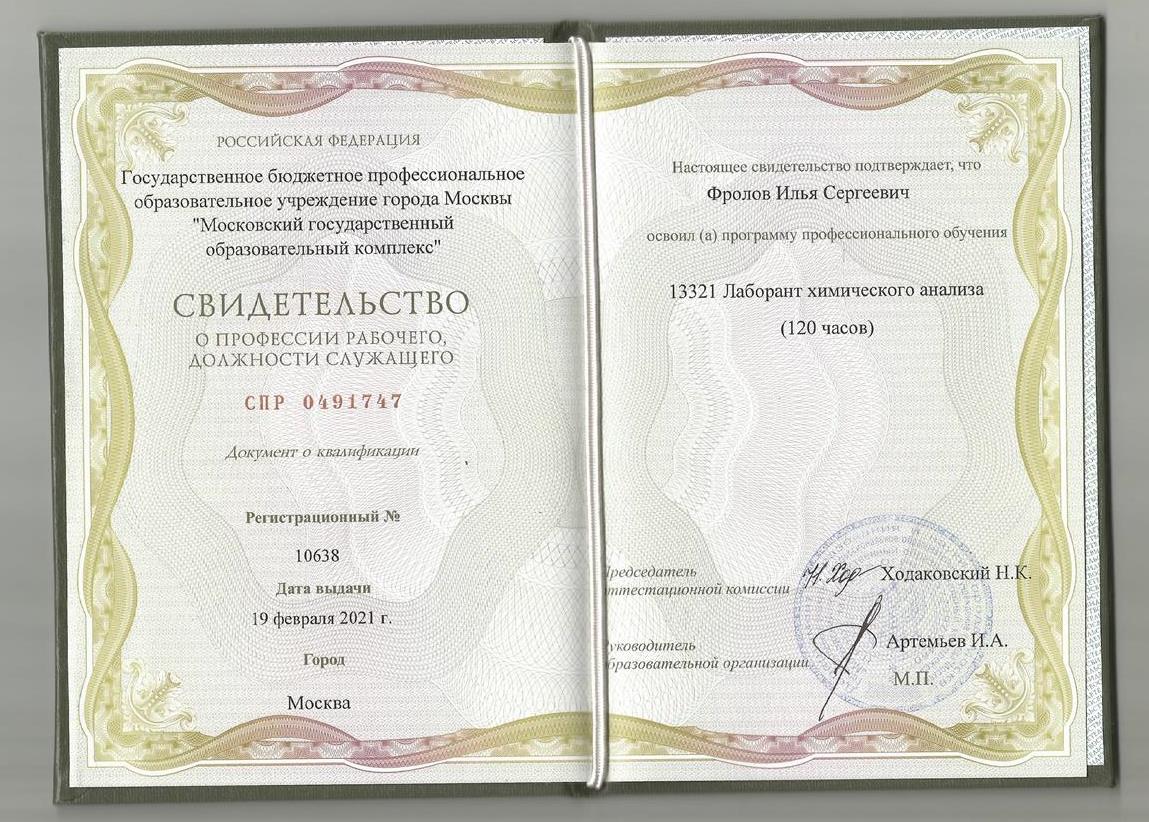 РОССИЙСКАЯ ФЕДЕРАЦИЯ
Государственное бюджетное профессиональное
образовательное учреждение города Москвы
"Московский государственный
образовательный комплекс"
СВИДЕТЕЛЬСТВО
О ПРОФЕССИИ РАБОЧЕГО,
ДОЛЖНОСТИ СЛУЖАЩЕГО
СПР 0491747
Документ о квалификации
Регистрационный №
10638
Дата выдачи
19 февраля 2021 г.
Город
Москва
Настоящее свидетельство подтверждает, что
Фролов Илья Сергеевич
освоил (а) программу профессионального обучения
13321 Лаборант химического анализа
(120 часов)
Председатель
аттестационной комиссии
Н. Ход
Ходаковский Н.К.
Руководитель
образовательной организации
Артемьев И.А.
М.П.